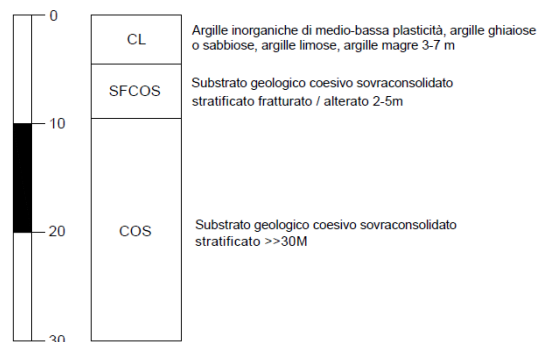 0
CL
Argille inorganiche di medio-bassa plasticità, argille ghiaiose
o sabbiose, argille limose, argille magre 3-7 m
SFCOS
Substrato geologico coesivo sovraconsolidato
stratificato fratturato / alterato 2-5m
10
20
COS
Substrato geologico coesivo sovraconsolidato
stratificato >>30M
30